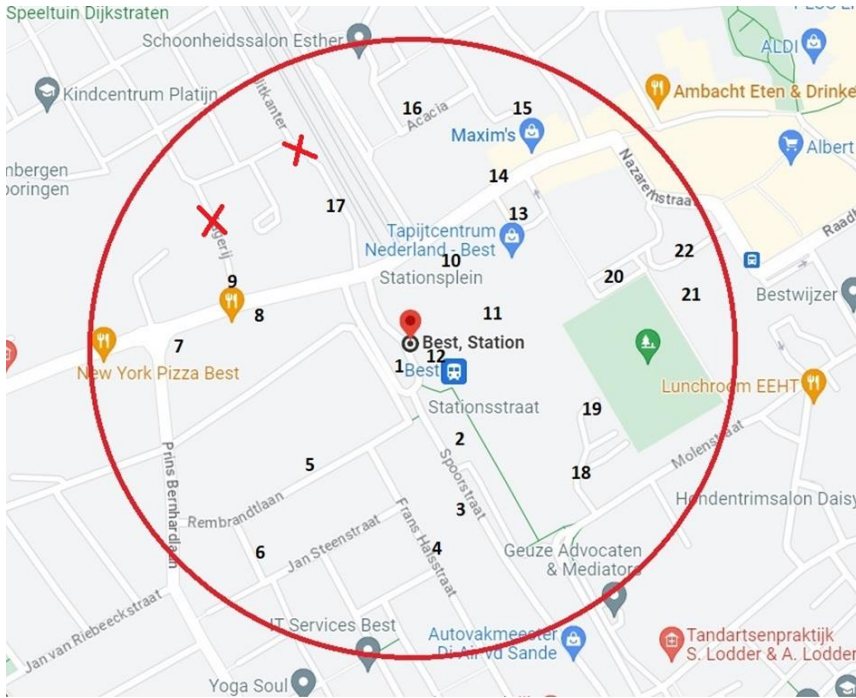 Speeltuin Dijkstraten
Schoonheidssalon Esther
ALDI
Kindcentrum Platijn
Ambacht Eten & Drinke
16
15
Acacia
Maxim's
Albert
mbergen
ooringen
14
Nazarethstraat
17
13
Tapijtcentrum
Nederland - Best
Raadh
10
Stationsplein
22
20
9
21
Bestwijzer
8
11
7
Best, Station
12
1
Best
New York Pizza Best
Lunchroom EEHT
Stationsstraat
19
2
Molenstraat
Prins Bernhardlaan
5
Spoorstraat
18
3
Hondentrimsalon Daisy
Rembrandtlaan
Frans Halsstraat
4
6
Jan Steenstraat
Geuze Advocaten
& Mediators
Jan van Riebeeckstraat
IT Services Best
Autovakmeester
Di-Air vd Sande
Tandartsenpraktijk
S. Lodder & A. Lodder
Yoga Soul